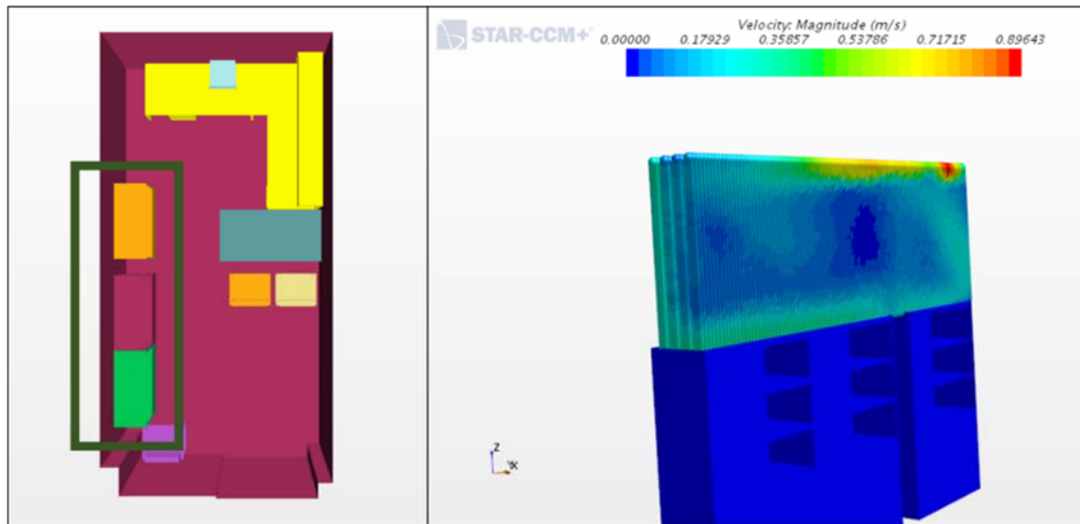 STAR-CCM+
Velocity: Magnitude (m/s)
0.00000 0.17929 0.35857 0.53786 0.71715 0.89643
Z
Y X